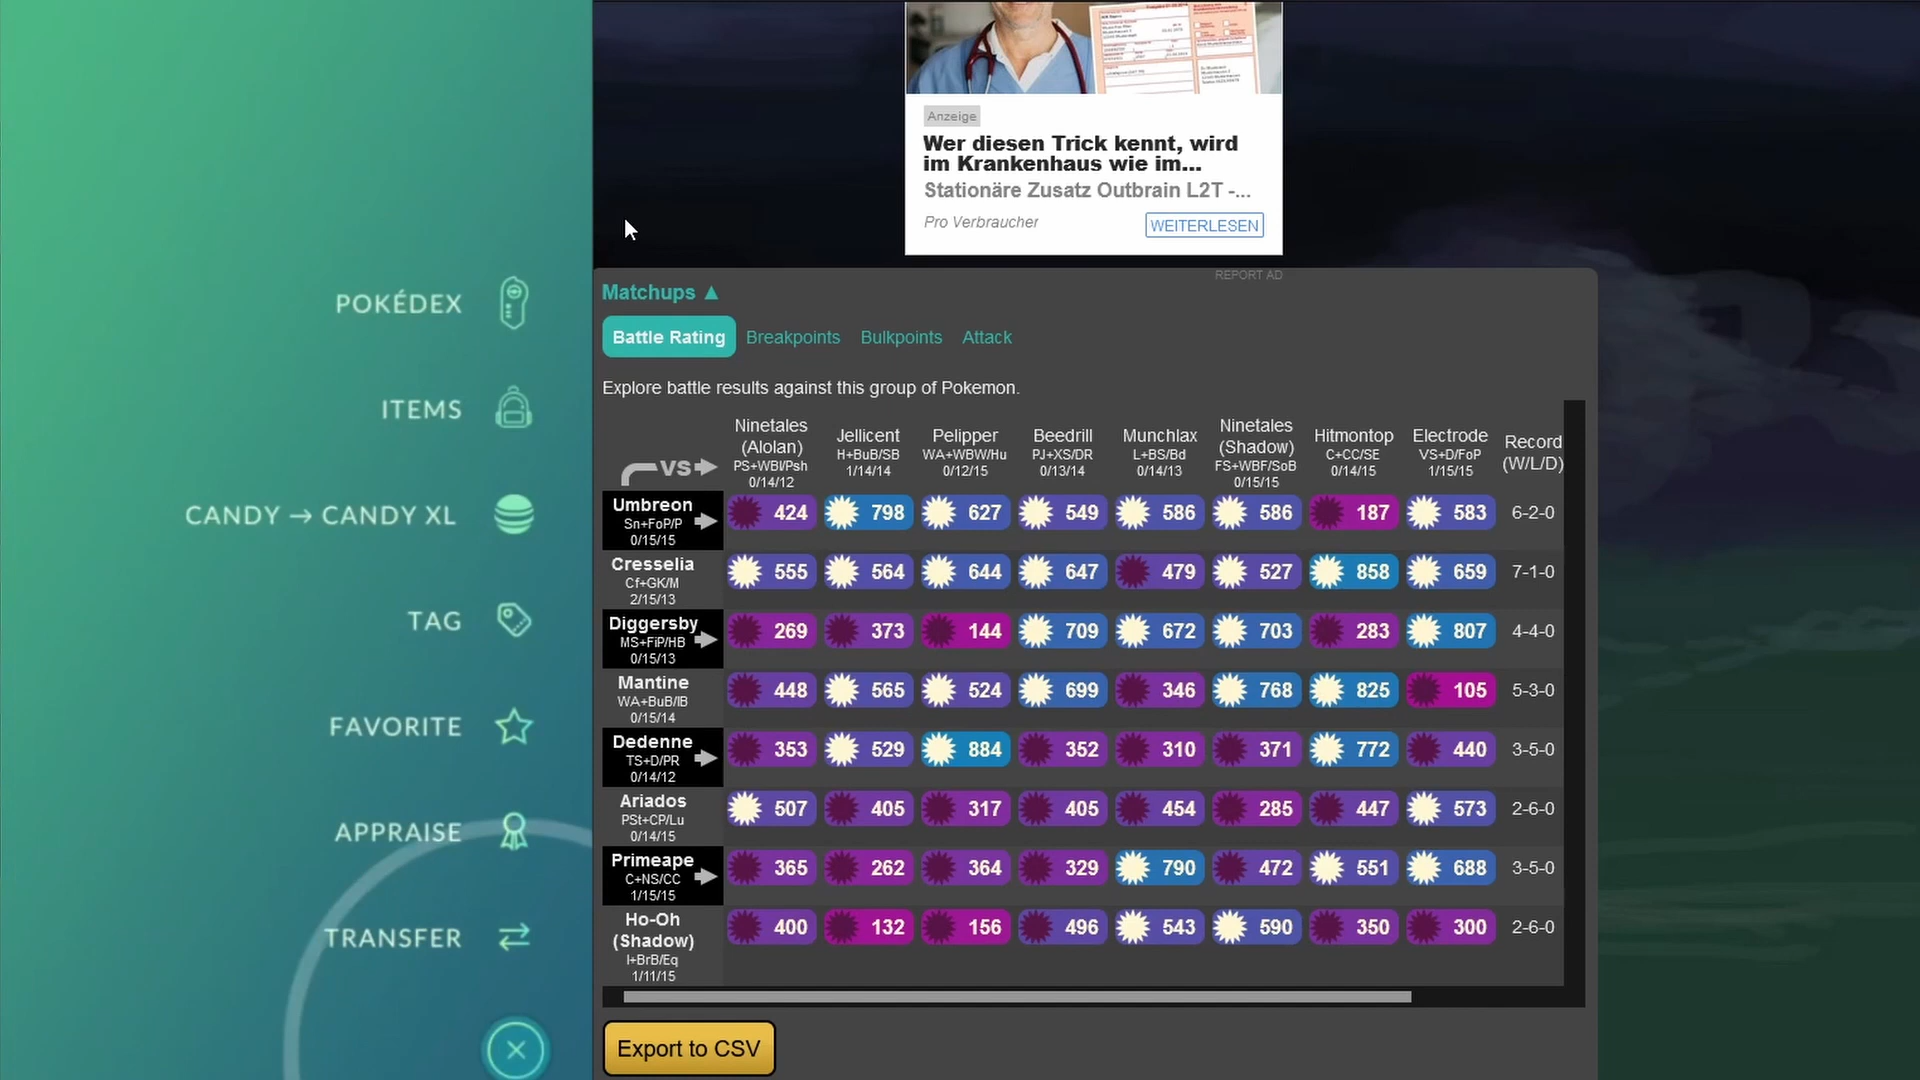 POKÉDEX
ITEMS
CANDY → CANDY XL
TAG
FAVORITE
APPRAISE
TRANSFER
Anzeige
Wer diesen Trick kennt, wird
im Krankenhaus wie im...
Stationäre Zusatz Outbrain L2T -...
Pro Verbraucher
WEITERLESEN
REPORT AD
Matchups ▲
Battle Rating Breakpoints Bulkpoints Attack
Explore battle results against this group of Pokemon.
VS
Ninetales
(Alolan)
PS+WBl/Psh
0/14/12
Jellicent
H+BuB/SB
1/14/14
Pelipper
WA+WBW/Hu
0/12/15
Beedrill
PJ+XS/DR
0/13/14
Munchlax
L+BS/Bd
0/14/13
Ninetales
(Shadow)
FS+WBF/SoB
0/15/15
Hitmontop
C+CC/SE
0/14/15
Electrode
VS+D/FoP
1/15/15
Record
(W/L/D)
Umbreon
Sn+FoP/P
0/15/15
424 798 627 549 586 586 187 583 6-2-0
Cresselia
Cf+GK/M
2/15/13
555 564 644 647 479 527 858 659 7-1-0
Diggersby
MS+FiP/HB
0/15/13
269 373 144 709 672 703 283 807 4-4-0
Mantine
WA+BuB/IB
0/15/14
448 565 524 699 346 768 825 105 5-3-0
Dedenne
TS+D/PR
0/14/12
353 529 884 352 310 371 772 440 3-5-0
Ariados
PSt+CP/Lu
0/14/15
507 405 317 405 454 285 447 573 2-6-0
Primeape
C+NS/CC
1/15/15
365 262 364 329 790 472 551 688 3-5-0
Ho-Oh
(Shadow)
I+BrB/Eq
1/11/15
400 132 156 496 543 590 350 300 2-6-0
Export to CSV